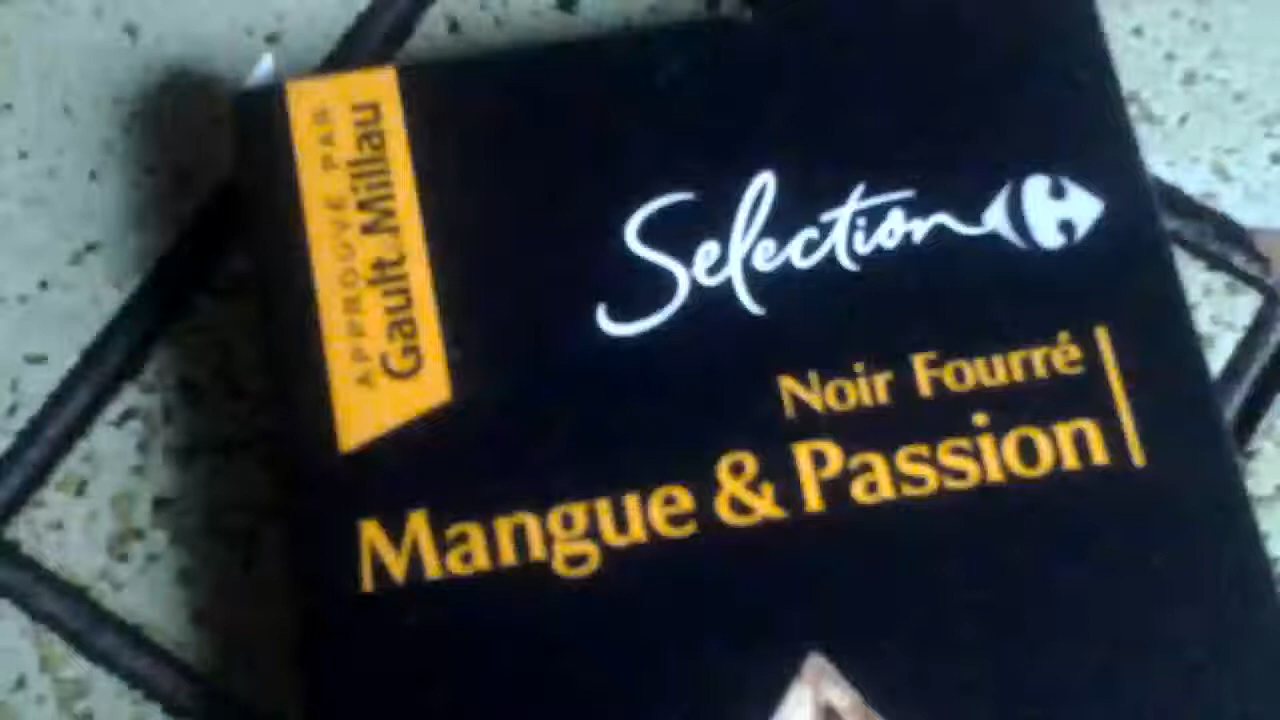 APPROUVÉ PAR
Gault&Millau
Selection
Noir Fourré
Mangue & Passion